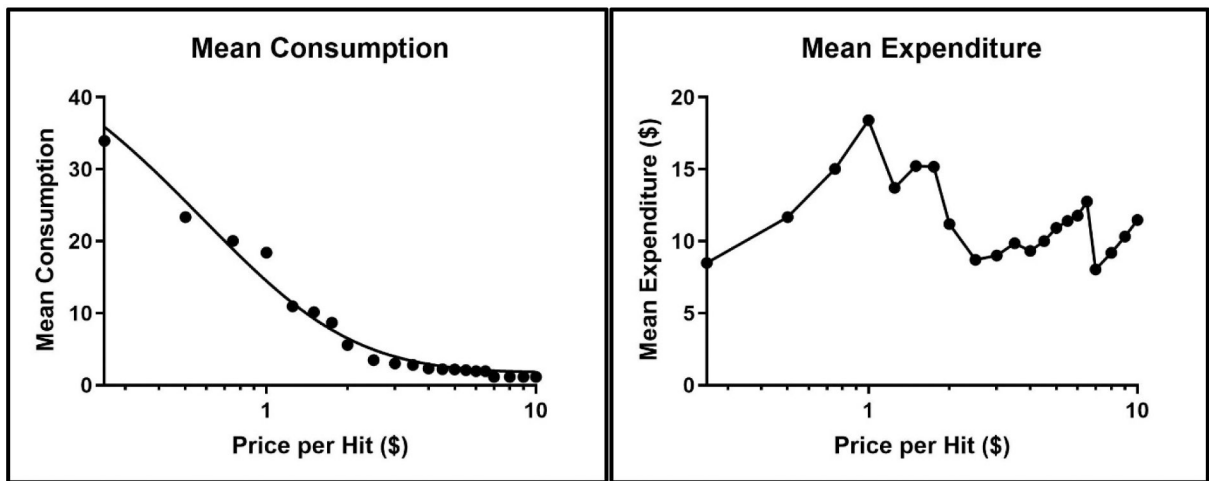 Mean Consumption
40
30
20
10
0
Mean Consumption
1
10
Price per Hit ($)
Mean Expenditure
20
15
10
5
0
Mean Expenditure ($)
1
10
Price per Hit ($)